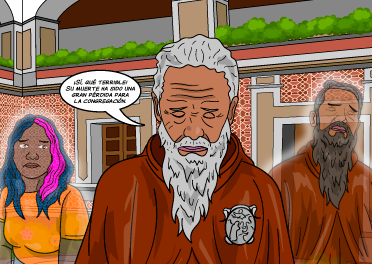 ¡SÍ, QUÉ TERRIBLE!
SU MUERTE HA SIDO UNA
GRAN PÉRDIDA PARA
LA CONGREGACIÓN.